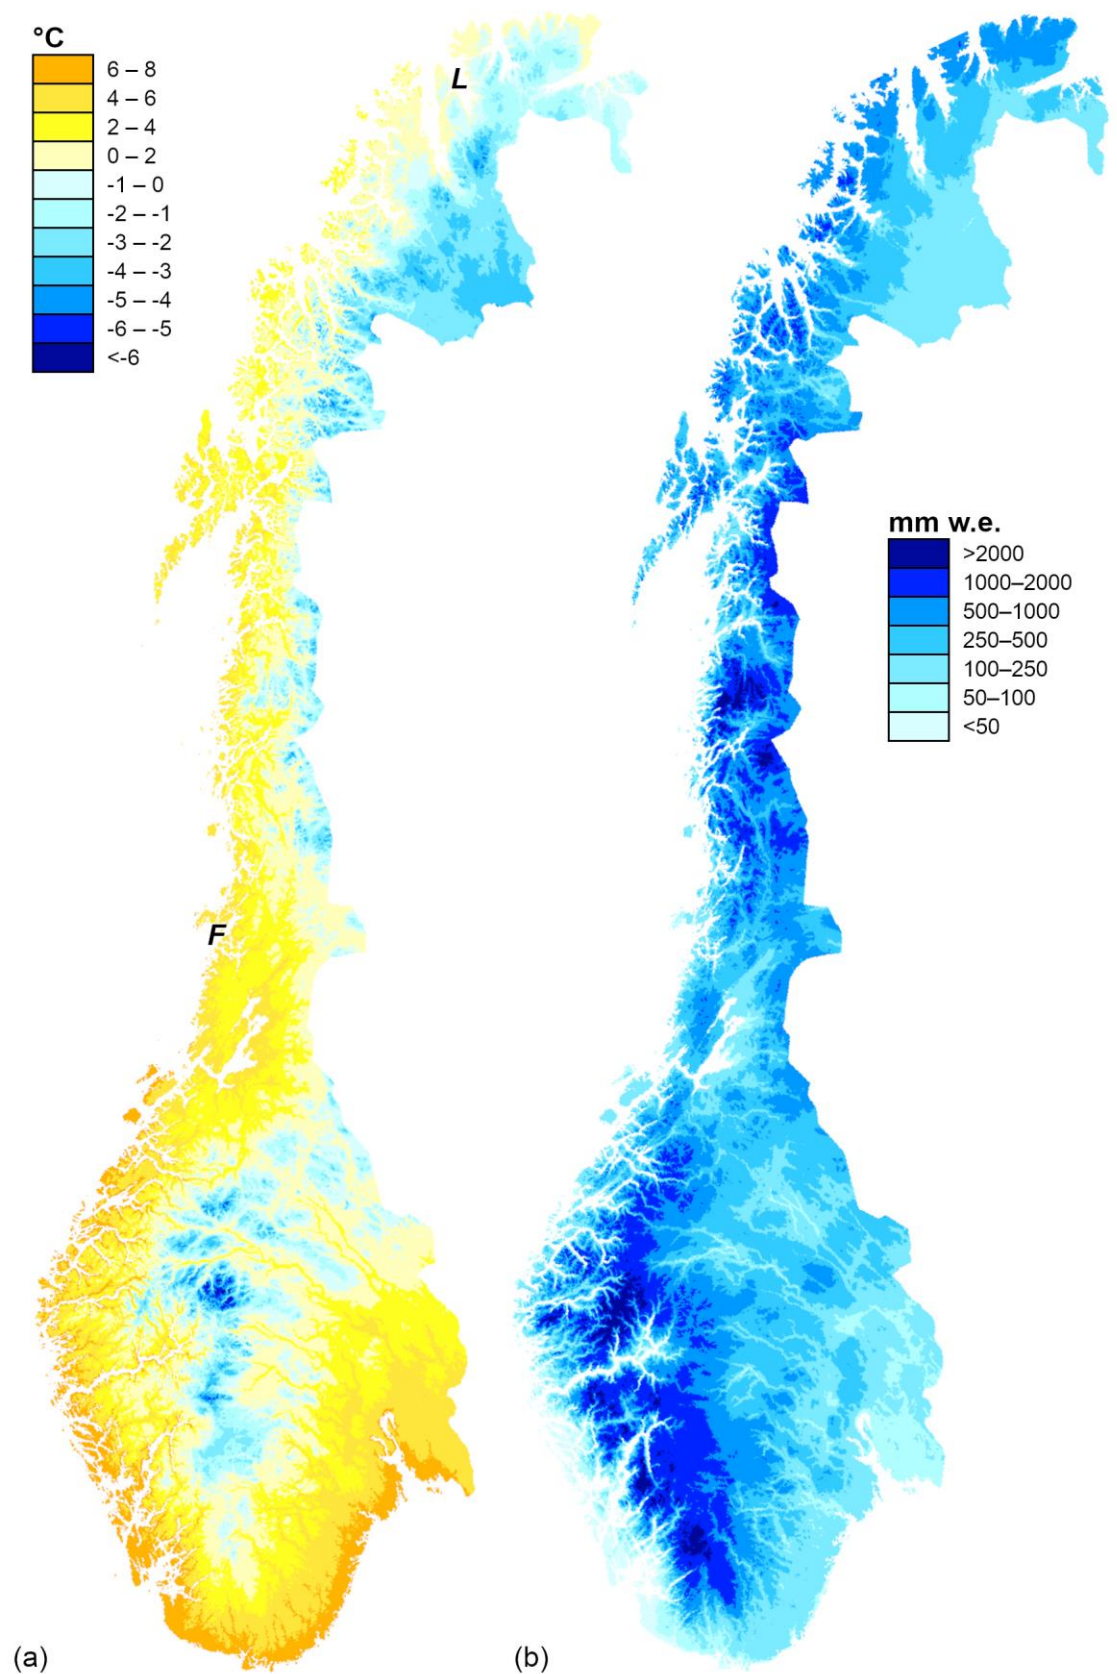 °C
6 – 8
4 – 6
2 – 4
0 – 2
-1 – 0
-2 – -1
-3 – -2
-4 – -3
-5 – -4
-6 – -5
<-6
L
F
mm w.e.
>2000
1000–2000
500–1000
250–500
100–250
50–100
<50
(a)
(b)